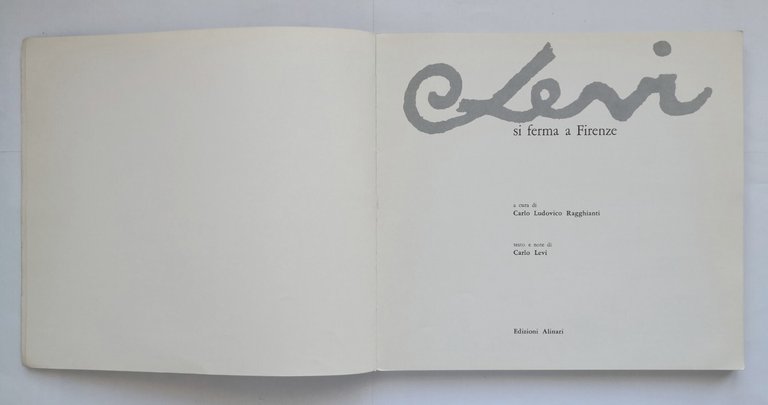 CLevi
si ferma a Firenze
a cura di
Carlo Ludovico Ragghianti
testo e note di
Carlo Levi
Edizioni Alinari